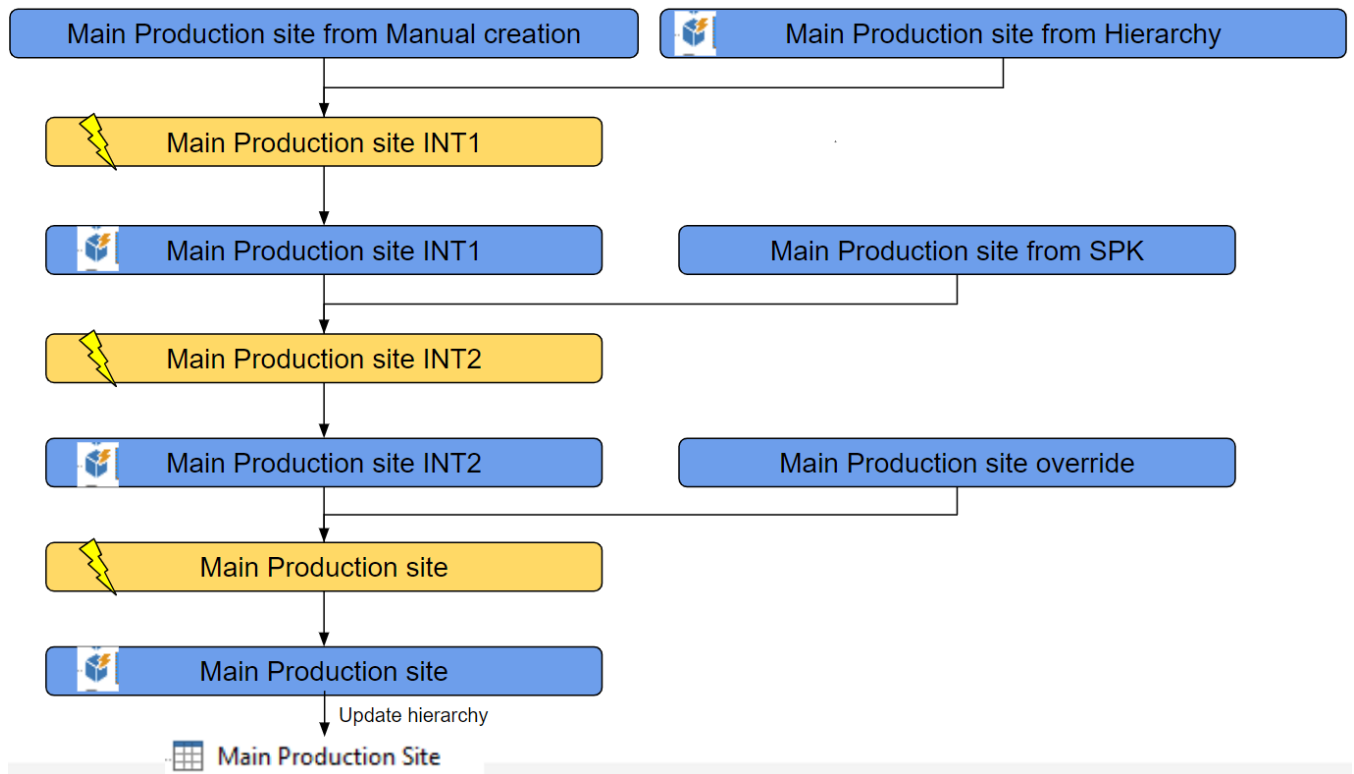 Main Production site from Manual creation
Main Production site from Hierarchy
Main Production site INT1
Main Production site INT1
Main Production site from SPK
Main Production site INT2
Main Production site INT2
Main Production site override
Main Production site
Main Production site
Update hierarchy
Main Production Site